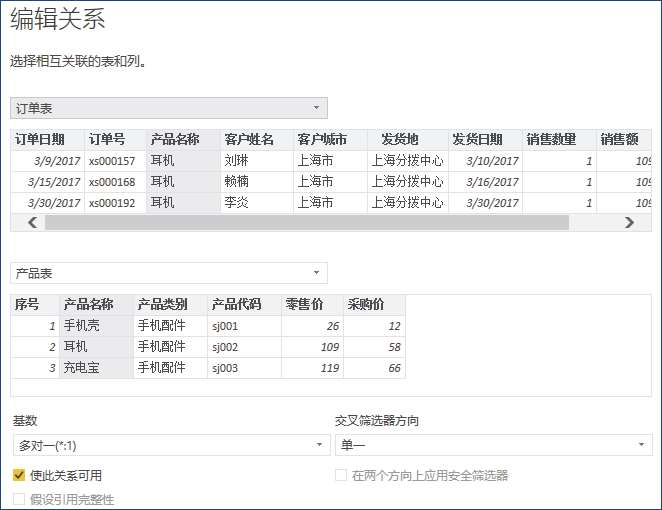 编辑关系
选择相互关联的表和列。
订单表
订单日期 订单号 产品名称 客户姓名 客户城市 发货地 发货日期 销售数量 销售额
3/9/2017 xs000157 耳机 刘琳 上海市 上海分拨中心 3/10/2017 1 109
3/15/2017 xs000168 耳机 赖楠 上海市 上海分拨中心 3/16/2017 1 109
3/30/2017 xs000192 耳机 李炎 上海市 上海分拨中心 3/30/2017 1 109
产品表
序号 产品名称 产品类别 产品代码 零售价 采购价
1 手机壳 手机配件 sj001 26 12
2 耳机 手机配件 sj002 109 58
3 充电宝 手机配件 sj003 119 66
基数 交叉筛选器方向
多对一(*:1) 单一
使此关系可用 在两个方向上应用安全筛选器
假设引用完整性